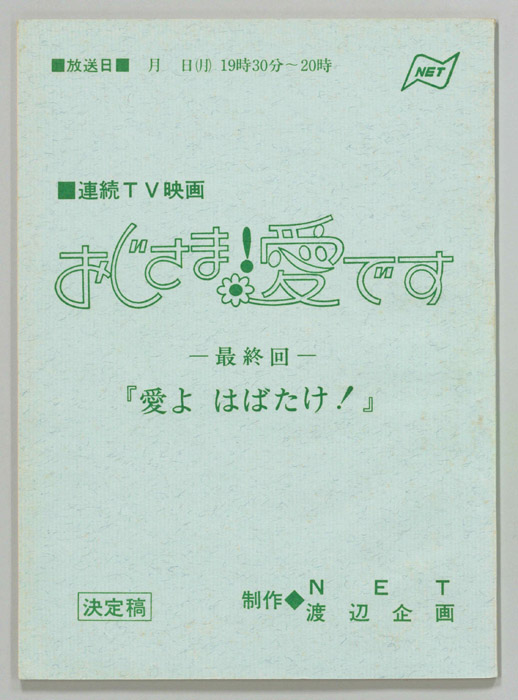 ■放送日■ 月 日(月) 19時30分~20時
NET
■連続TV映画
おじさま!愛です
―最終回―
『愛よ はばたけ!』
決定稿
制作◆NET
渡辺企画